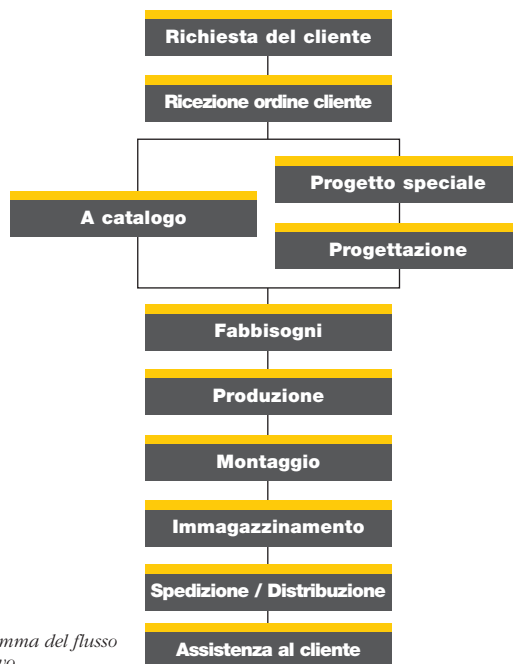 Richiesta del cliente
Ricezione ordine cliente
Progetto speciale
A catalogo
Progettazione
Fabbisogni
Produzione
Montaggio
Immagazzinamento
Spedizione / Distribuzione
Assistenza al cliente
del flusso